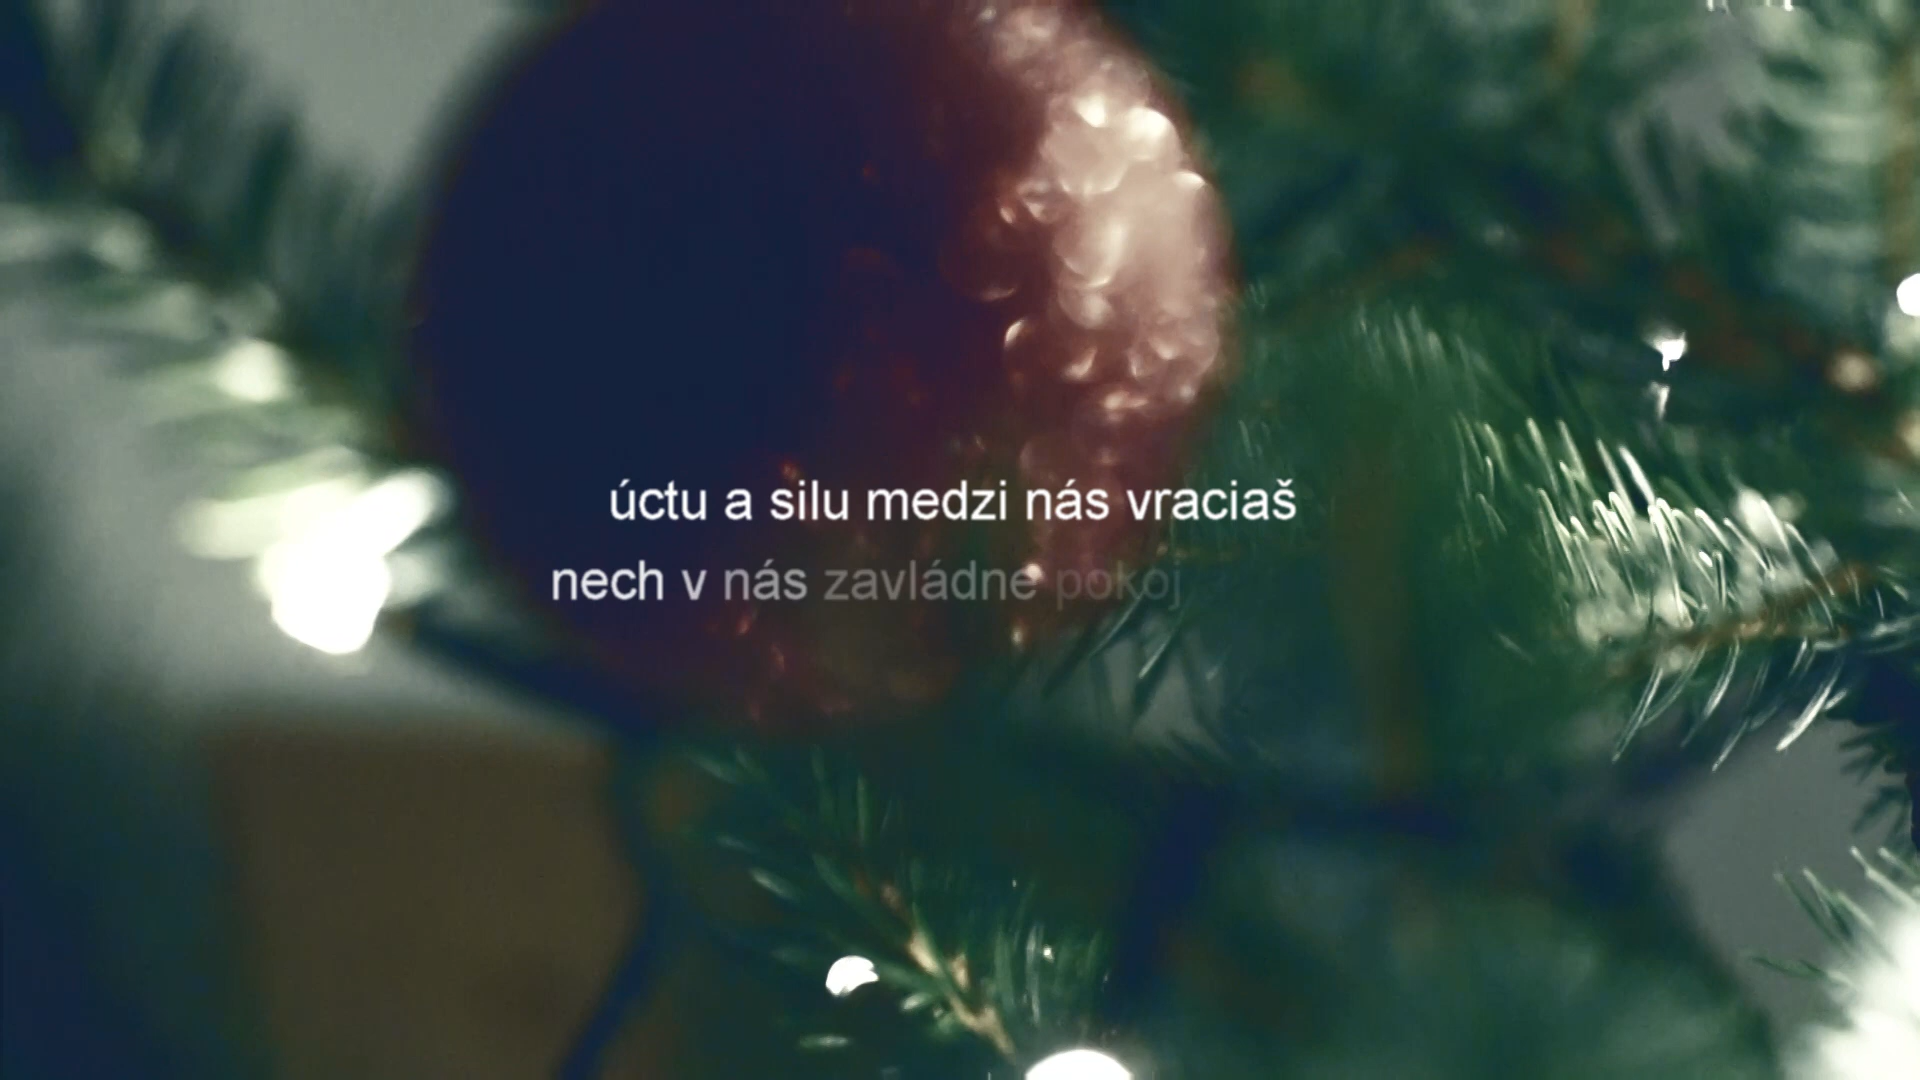 úctu a silu medzi nás vraciaš
nech v nás zavládne pokoj